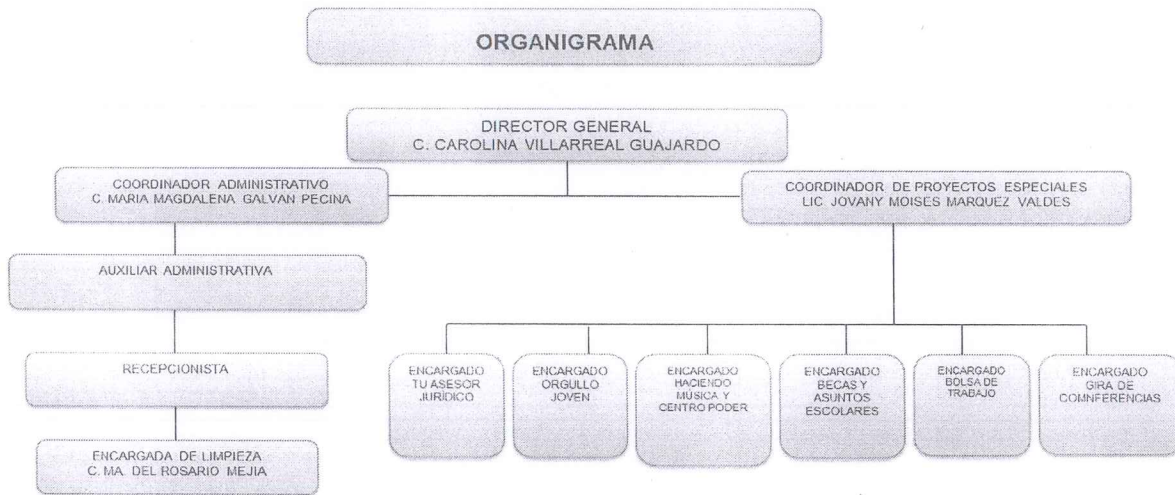 ORGANIGRAMA
DIRECTOR GENERAL
C. CAROLINA VILLARREAL GUAJARDO
COORDINADOR ADMINISTRATIVO
C. MARIA MAGDALENA GALVAN PECINA
COORDINADOR DE PROYECTOS ESPECIALES
LIC. JOVANY MOISES MARQUEZ VALDES
AUXILIAR ADMINISTRATIVA
RECEPCIONISTA
ENCARGADA DE LIMPIEZA
C. MA. DEL ROSARIO MEJIA
ENCARGADO
TU ASESOR
JURÍDICO
ENCARGADO
ORGULLO
JOVEN
ENCARGADO
HACIENDO
MÚSICA Y
CENTRO PODER
ENCARGADO
BECAS Y
ASUNTOS
ESCOLARES
ENCARGADO
BOLSA DE
TRABAJO
ENCARGADO
GIRA DE
COMNFERENCIAS